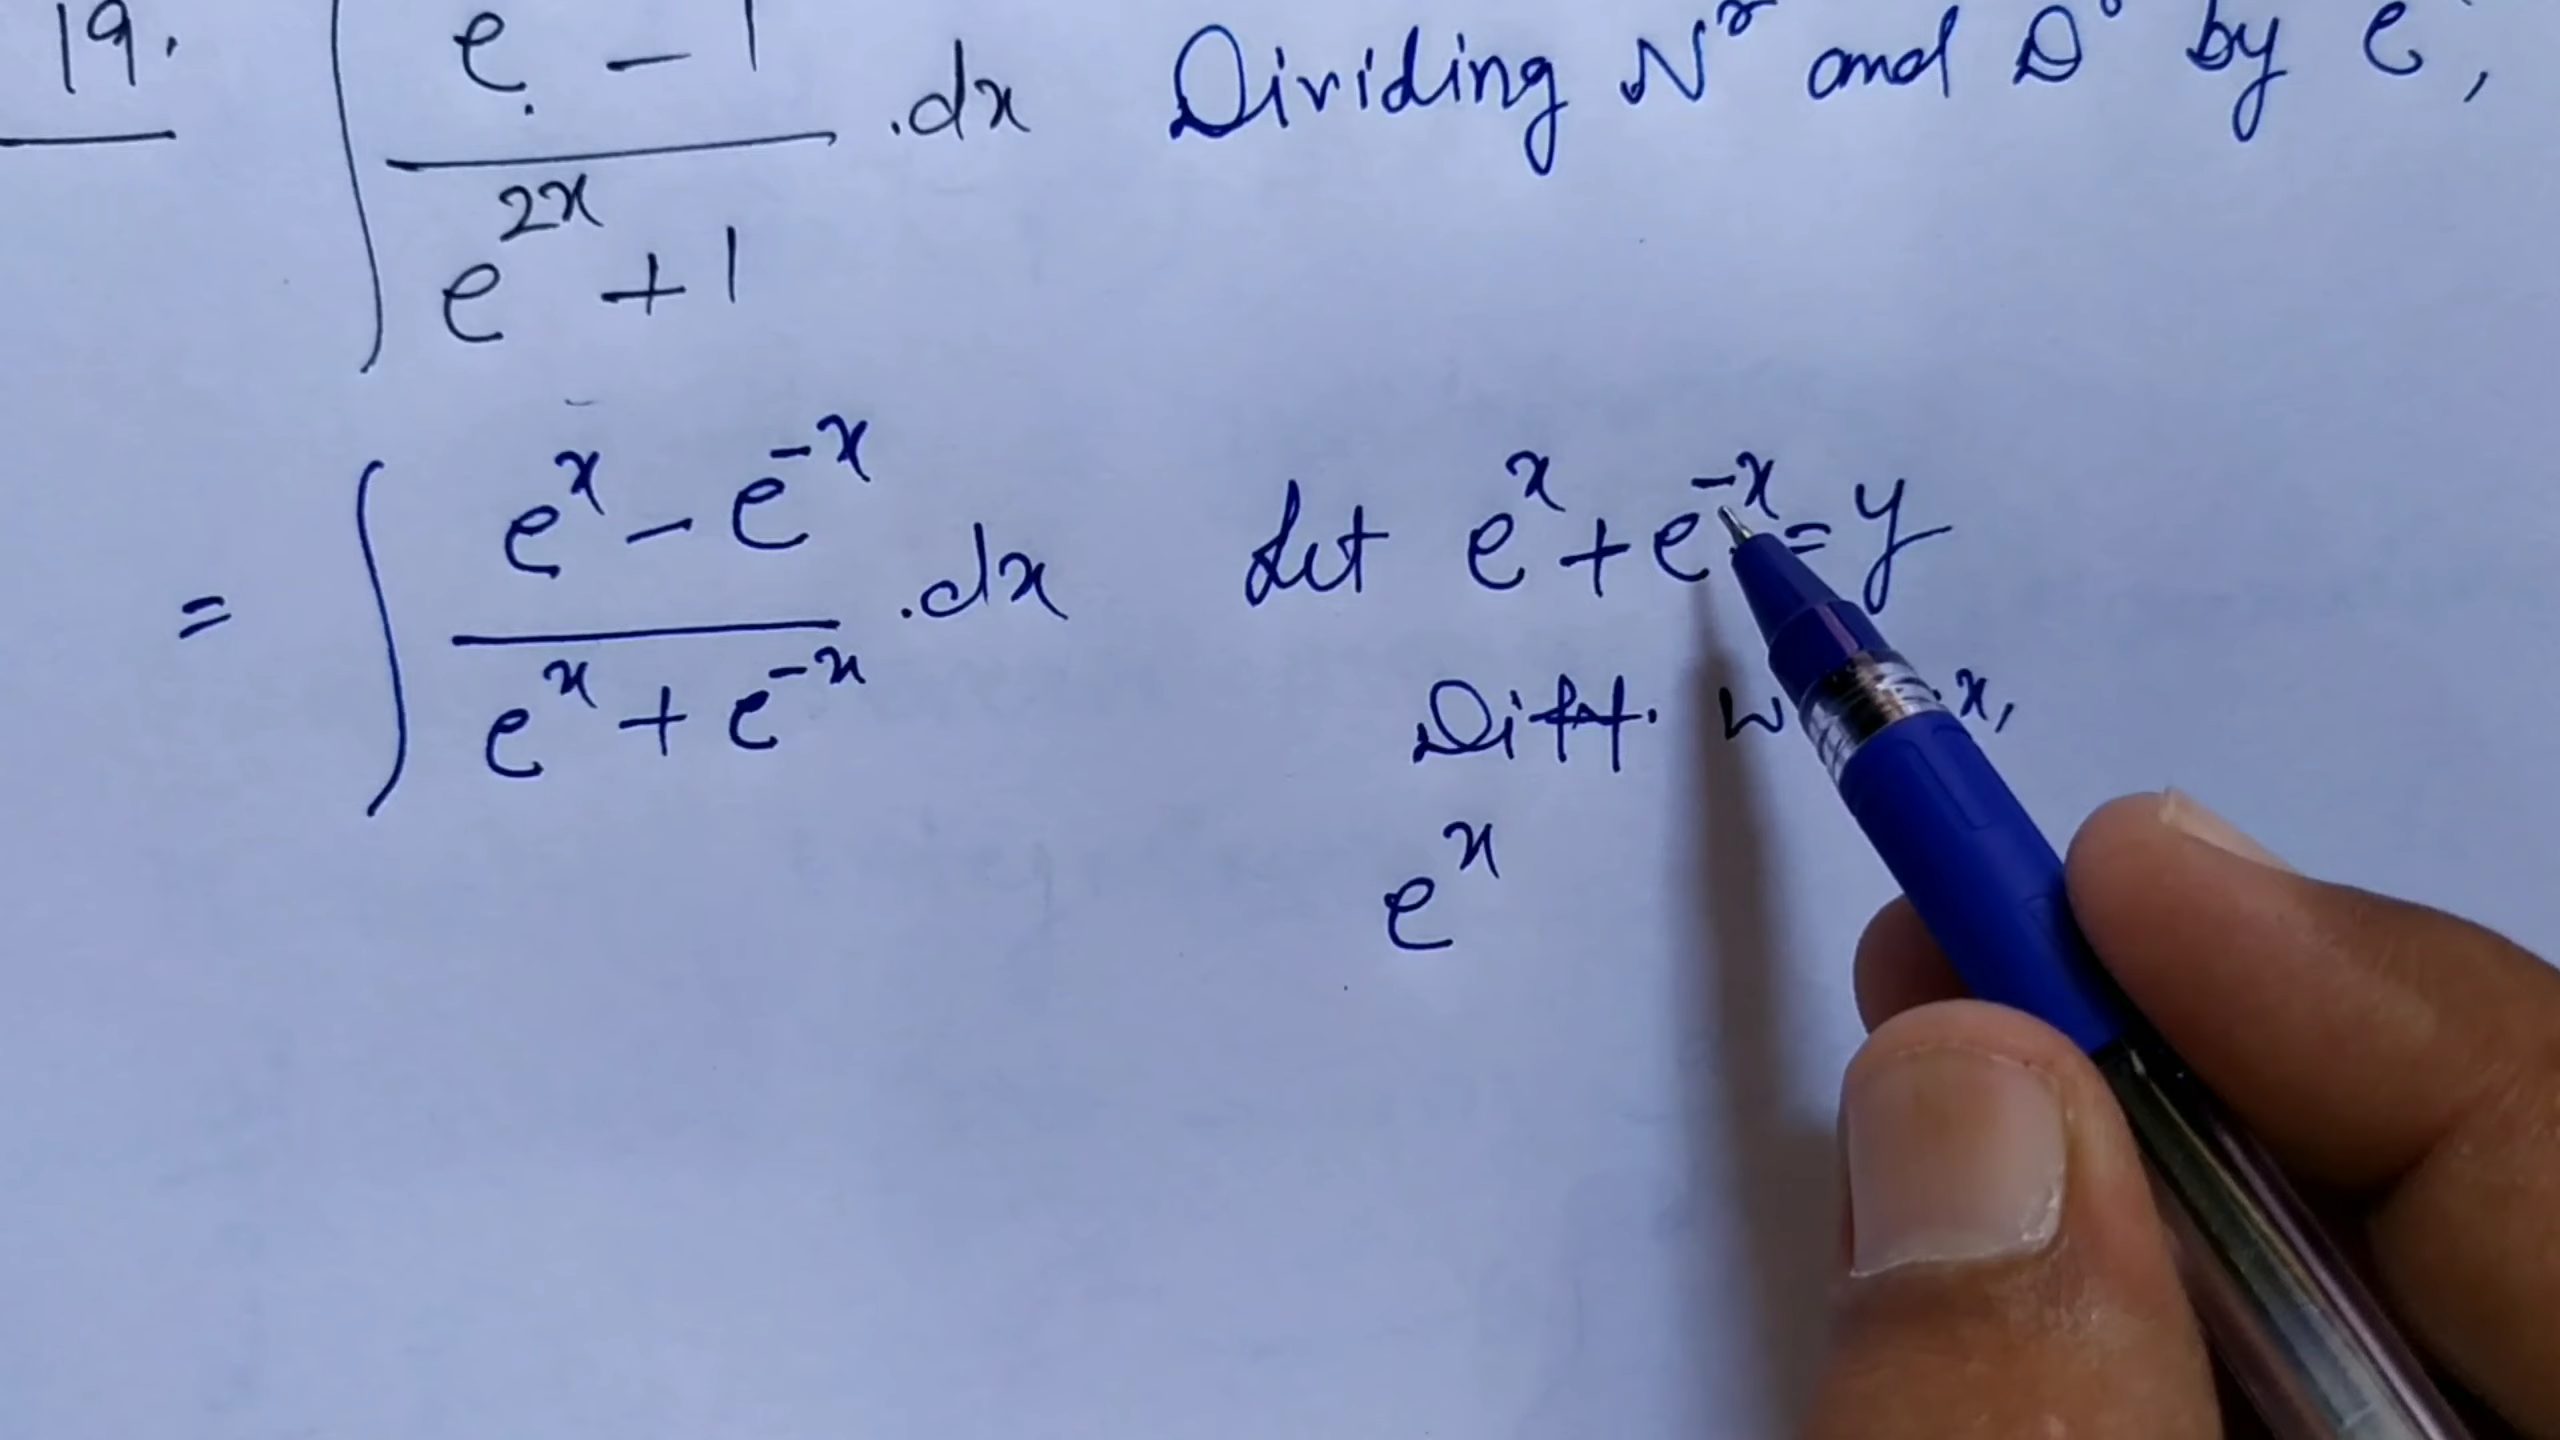 19. ∫ e - 1 / e^2x + 1 .dx Dividing N^r and D^r by e ,
= ∫ e^x - e^-x / e^x + e^-x .dx Let e^x + e^-x = y
Diff. x,
e^x